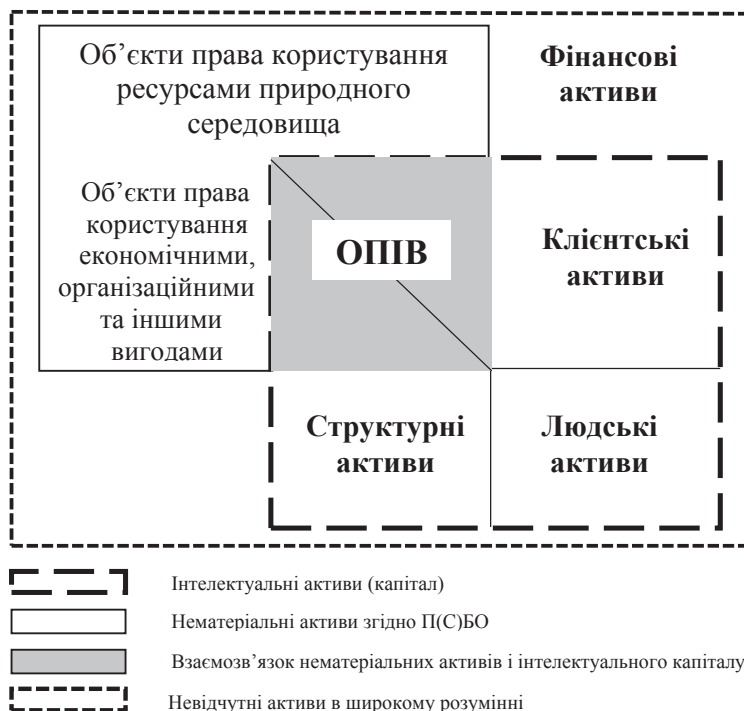 Об’єкти права користування
ресурсами природного
середовища
Фінансові
активи
Об’єкти права
користування
економічними,
організаційними
та іншими
вигодами
ОПІВ
Клієнтські
активи
Структурні
активи
Людські
активи
Інтелектуальні активи (капітал)
Нематеріальні активи згідно П(С)БО
Взаємозв’язок нематеріальних активів і інтелектуального капіталу
Невідчутні активи в широкому розумінні